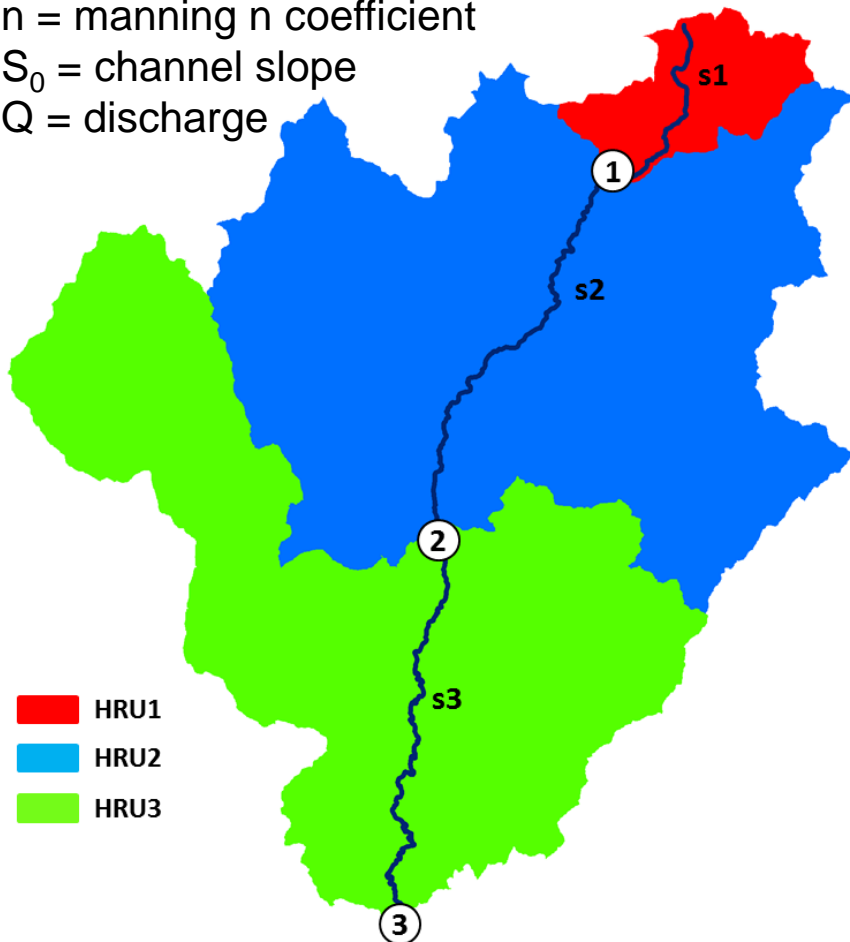 n = manning n coefficient
S₀ = channel slope
Q = discharge
s1
1
s2
2
s3
HRU1
HRU2
HRU3
3